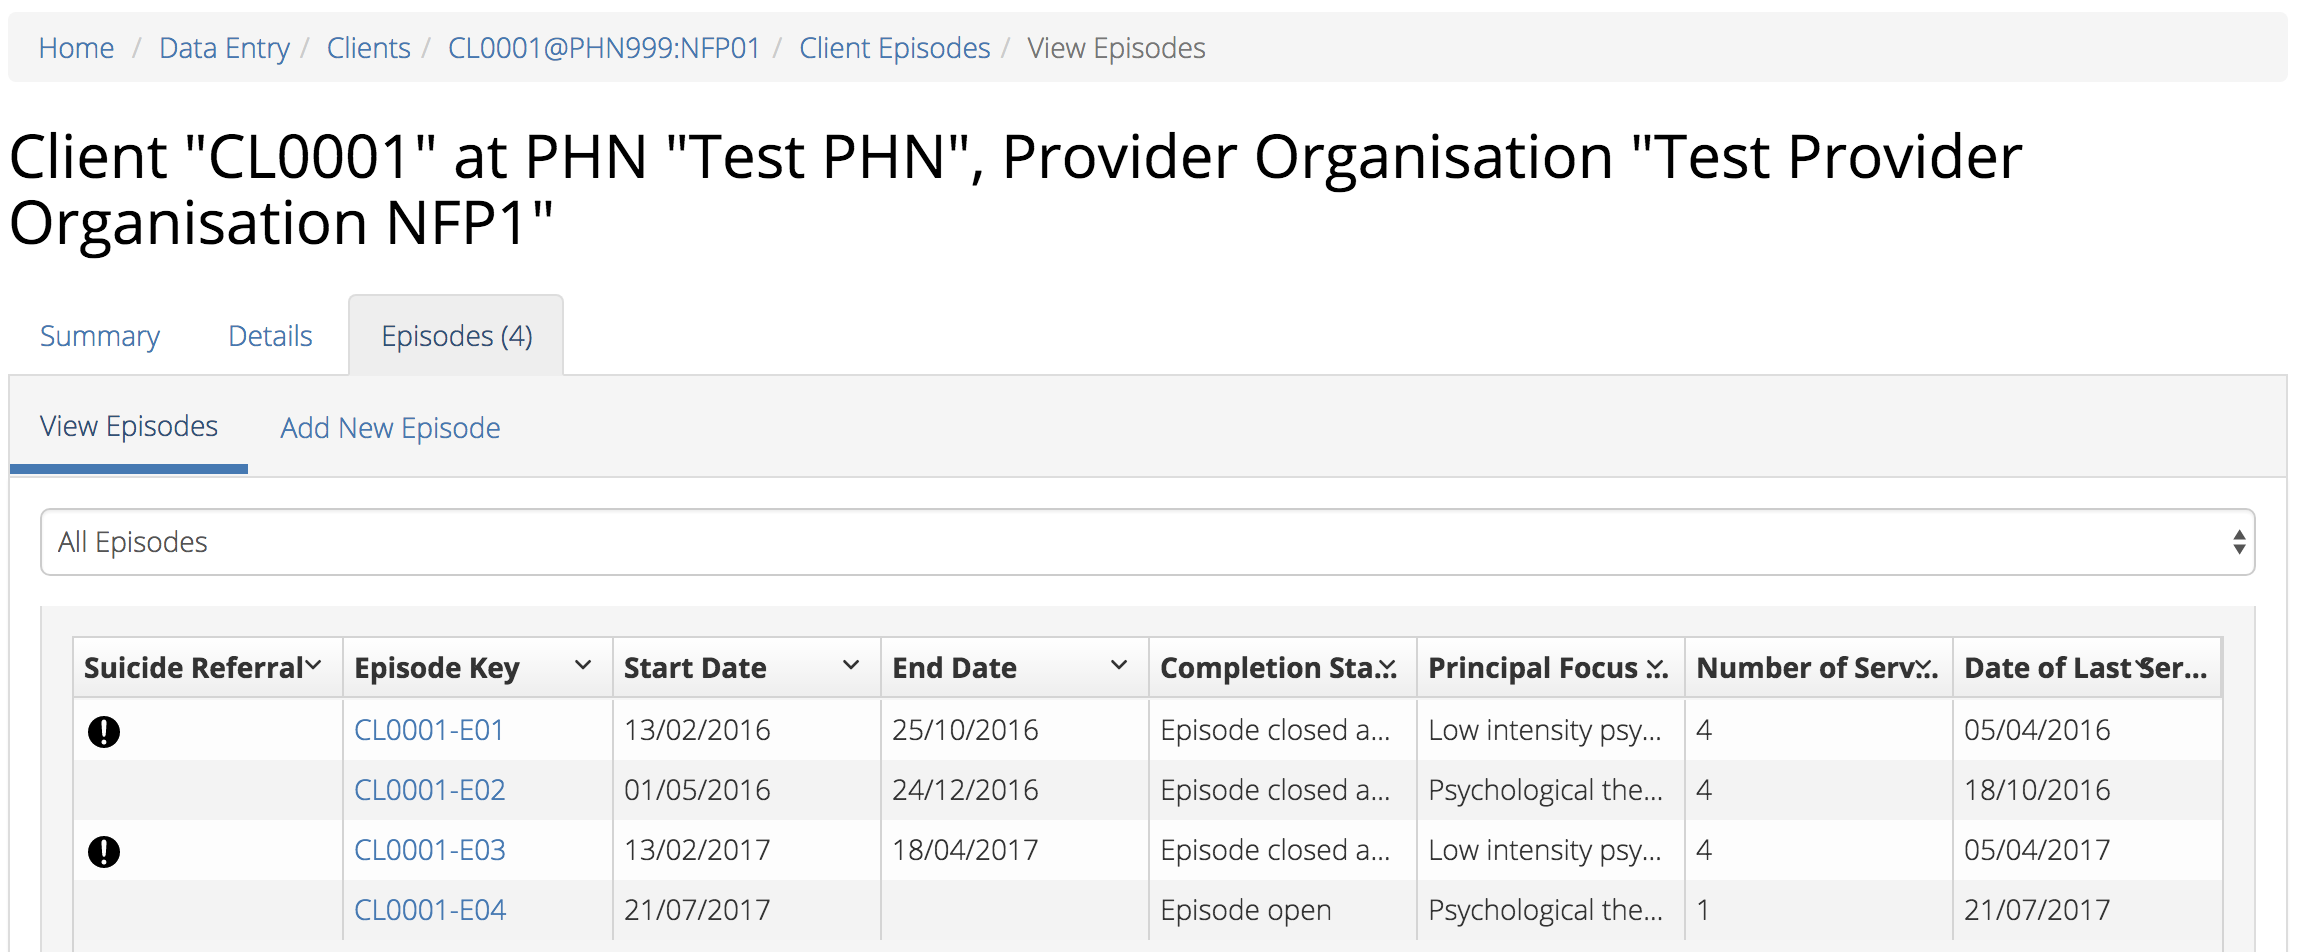 Home / Data Entry / Clients / CL0001@PHN999:NFP01 / Client Episodes / View Episodes
Client "CL0001" at PHN "Test PHN", Provider Organisation "Test Provider
Organisation NFP1"
Summary Details Episodes (4)
View Episodes Add New Episode
All Episodes
Suicide Referral Episode Key Start Date End Date Completion Sta... Principal Focus ... Number of Serv... Date of Last Ser...
CL0001-E01 13/02/2016 25/10/2016 Episode closed a... Low intensity psy... 4 05/04/2016
CL0001-E02 01/05/2016 24/12/2016 Episode closed a... Psychological the... 4 18/10/2016
CL0001-E03 13/02/2017 18/04/2017 Episode closed a... Low intensity psy... 4 05/04/2017
CL0001-E04 21/07/2017 Episode open Psychological the... 1 21/07/2017